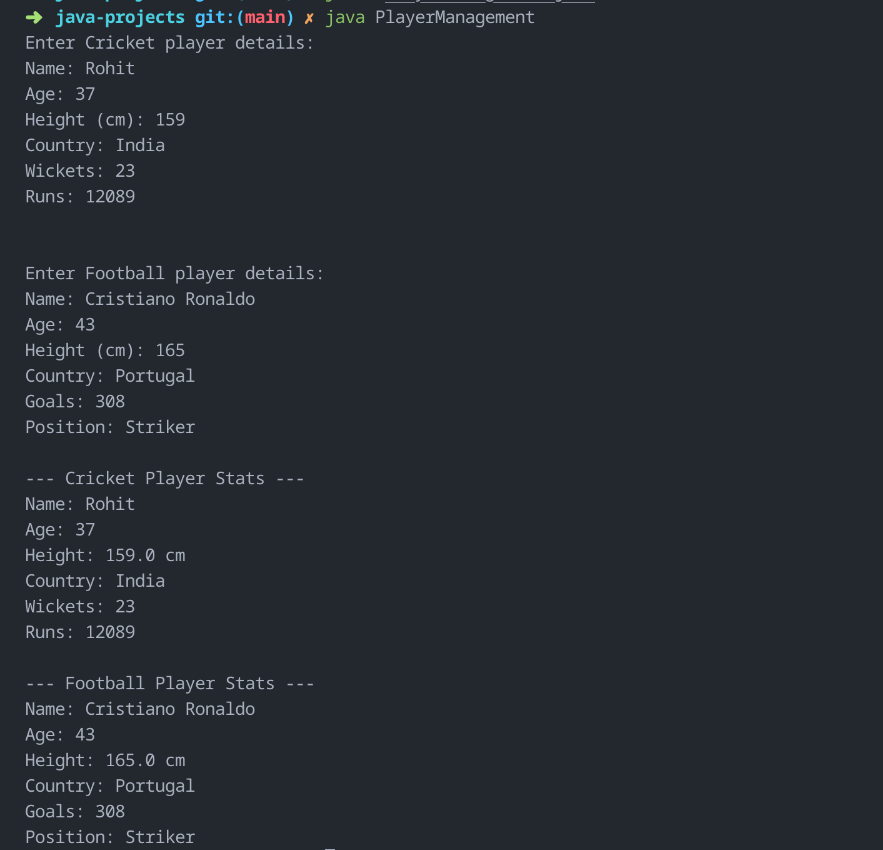 ➜ java-projects git:(main) ✗ java PlayerManagement
Enter Cricket player details:
Name: Rohit
Age: 37
Height (cm): 159
Country: India
Wickets: 23
Runs: 12089
Enter Football player details:
Name: Cristiano Ronaldo
Age: 43
Height (cm): 165
Country: Portugal
Goals: 308
Position: Striker
--- Cricket Player Stats ---
Name: Rohit
Age: 37
Height: 159.0 cm
Country: India
Wickets: 23
Runs: 12089
--- Football Player Stats ---
Name: Cristiano Ronaldo
Age: 43
Height: 165.0 cm
Country: Portugal
Goals: 308
Position: Striker